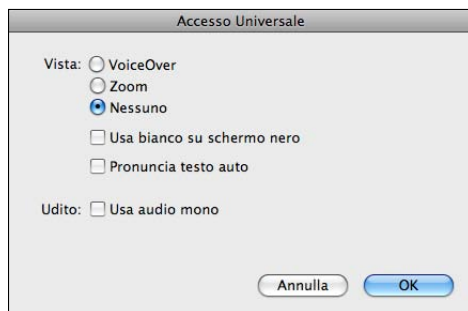 Accesso Universale
Vista: VoiceOver
Zoom
Nessuno
Usa bianco su schermo nero
Pronuncia testo auto
Udito: Usa audio mono
Annulla OK